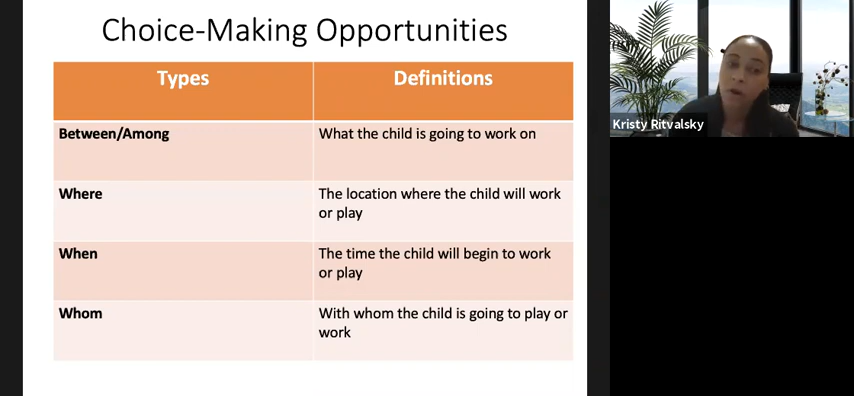 Choice-Making Opportunities
Types
Definitions
Between/Among
What the child is going to work on
Where
The location where the child will work
or play
When
The time the child will begin to work
or play
Whom
With whom the child is going to play or
work
Kristy Ritvalsky